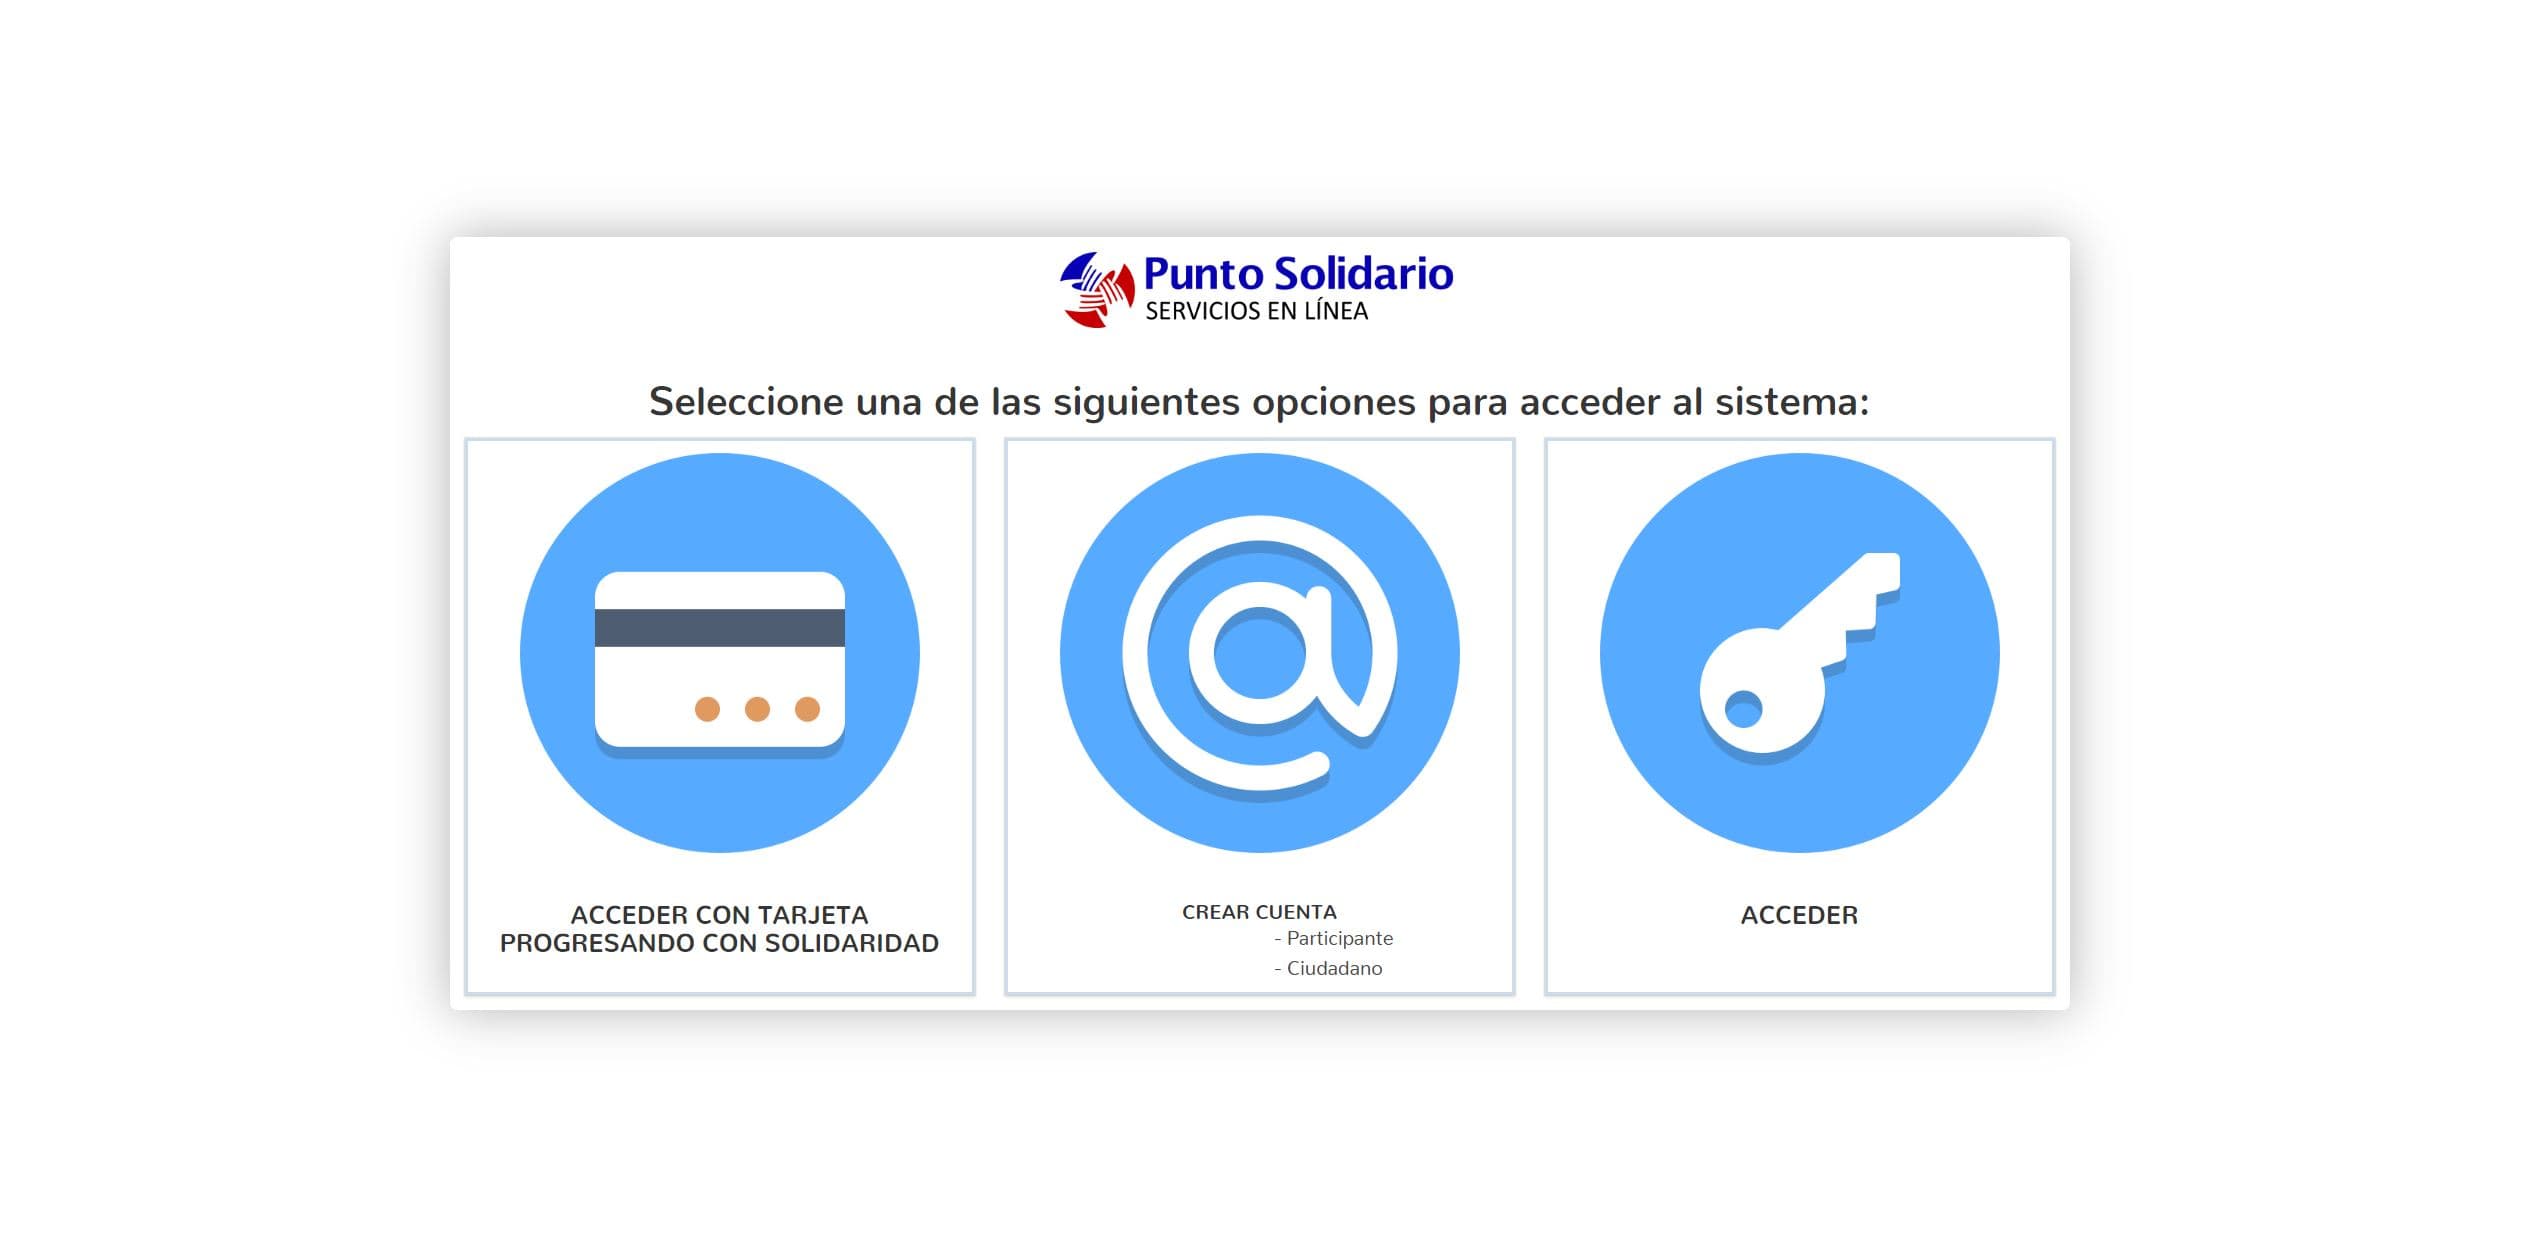 Punto Solidario
SERVICIOS EN LÍNEA
Seleccione una de las siguientes opciones para acceder al sistema:
ACCEDER CON TARJETA
PROGRESANDO CON SOLIDARIDAD
CREAR CUENTA
- Participante
- Ciudadano
ACCEDER